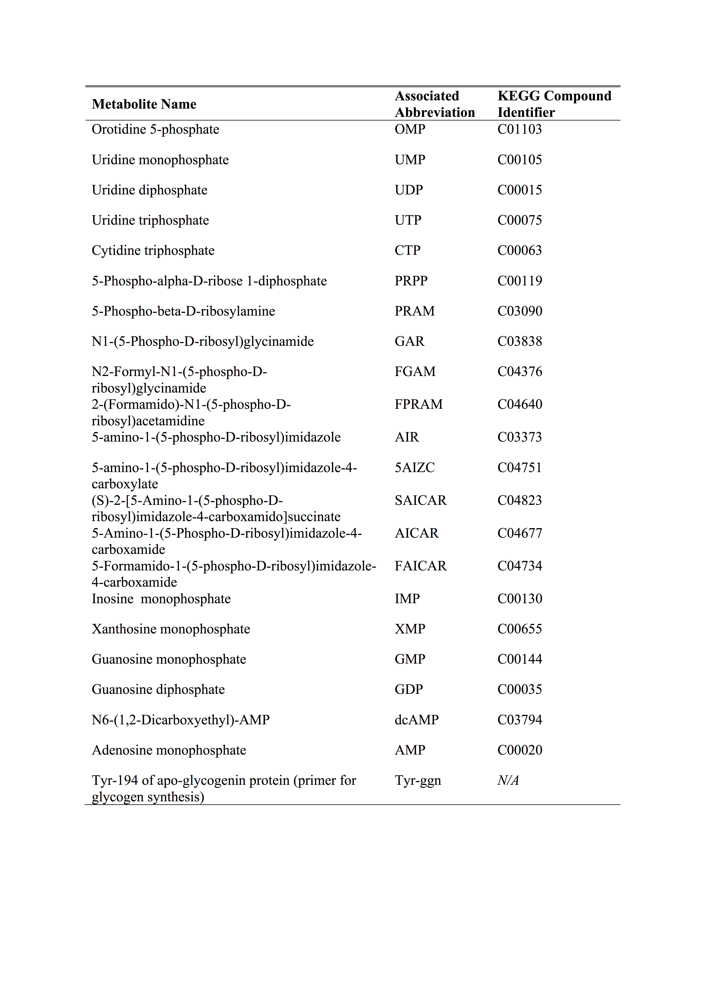 Metabolite Name Associated Abbreviation KEGG Compound Identifier
Orotidine 5-phosphate OMP C01103
Uridine monophosphate UMP C00105
Uridine diphosphate UDP C00015
Uridine triphosphate UTP C00075
Cytidine triphosphate CTP C00063
5-Phospho-alpha-D-ribose 1-diphosphate PRPP C00119
5-Phospho-beta-D-ribosylamine PRAM C03090
N1-(5-Phospho-D-ribosyl)glycinamide GAR C03838
N2-Formyl-N1-(5-phospho-D- FGAM C04376
ribosyl)glycinamide
2-(Formamido)-N1-(5-phospho-D- FPRAM C04640
ribosyl)acetamidine
5-amino-1-(5-phospho-D-ribosyl)imidazole AIR C03373
5-amino-1-(5-phospho-D-ribosyl)imidazole-4- 5AIZC C04751
carboxylate
(S)-2-[5-Amino-1-(5-phospho-D- SAICAR C04823
ribosyl)imidazole-4-carboxamido]succinate
5-Amino-1-(5-Phospho-D-ribosyl)imidazole-4- AICAR C04677
carboxamide
5-Formamido-1-(5-phospho-D-ribosyl)imidazole- FAICAR C04734
4-carboxamide
Inosine monophosphate IMP C00130
Xanthosine monophosphate XMP C00655
Guanosine monophosphate GMP C00144
Guanosine diphosphate GDP C00035
N6-(1,2-Dicarboxyethyl)-AMP dcAMP C03794
Adenosine monophosphate AMP C00020
Tyr-194 of apo-glycogenin protein (primer for Tyr-ggn N/A
glycogen synthesis)